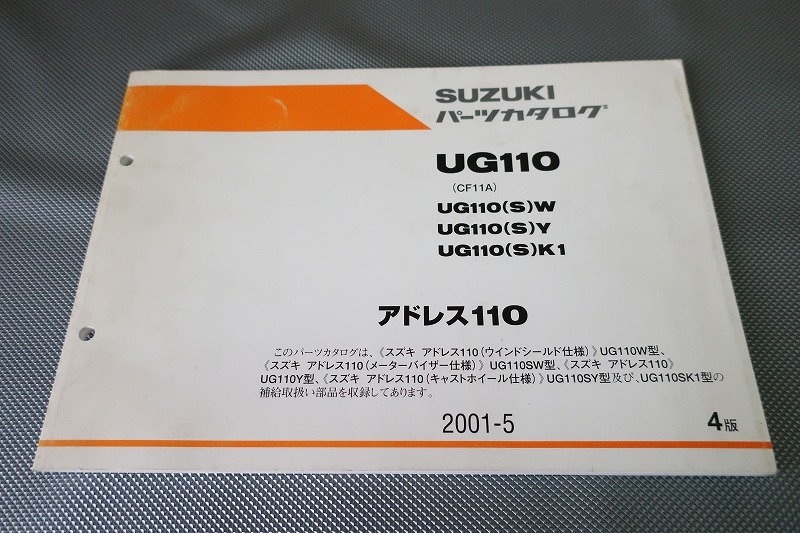 SUZUKI
パーツカタログ
UG110
(CF11A)
UG110(S)W
UG110(S)Y
UG110(S)K1
アドレス110
このパーツカタログは、《スズキ アドレス110(ウインドシールド仕様)》UG110W型、
《スズキ アドレス110(メーターバイザー仕様)》UG110SW型、《スズキ アドレス110》
UG110Y型、《スズキ アドレス110(キャストホイール仕様)》UG110SY型及び、UG110SK1型の
補給取扱い部品を収録してあります。
2001-5
4版